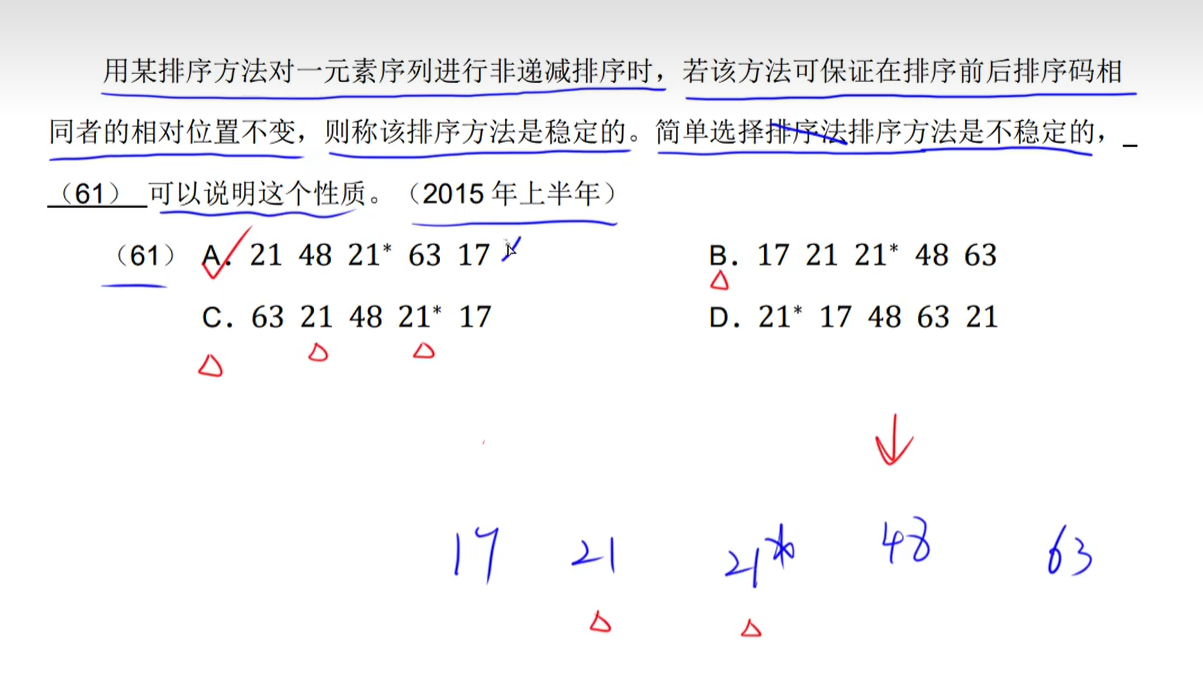 用某排序方法对一元素序列进行非递减排序时，若该方法可保证在排序前后排序码相
同者的相对位置不变，则称该排序方法是稳定的。简单选择排序法排序方法是不稳定的，_
（61）可以说明这个性质。（2015 年上半年）
（61） A. 21 48 21* 63 17 B. 17 21 21* 48 63
C. 63 21 48 21* 17 D. 21* 17 48 63 21
17 21 21* 48 63